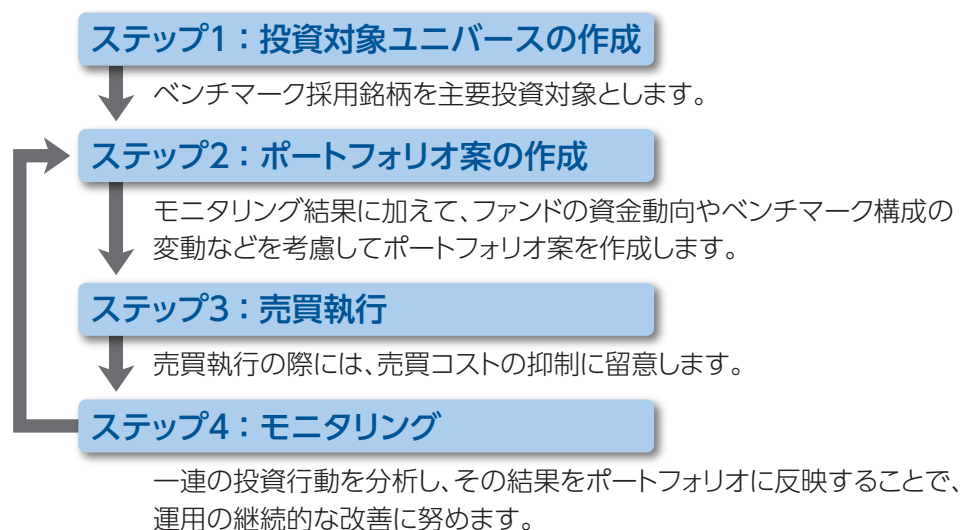 ステップ1：投資対象ユニバースの作成
ベンチマーク採用銘柄を主要投資対象とします。
ステップ2：ポートフォリオ案の作成
モニタリング結果に加えて、ファンドの資金動向やベンチマーク構成の
変動などを考慮してポートフォリオ案を作成します。
ステップ3：売買執行
売買執行の際には、売買コストの抑制に留意します。
ステップ4：モニタリング
一連の投資行動を分析し、その結果をポートフォリオに反映することで、
運用の継続的な改善に努めます。